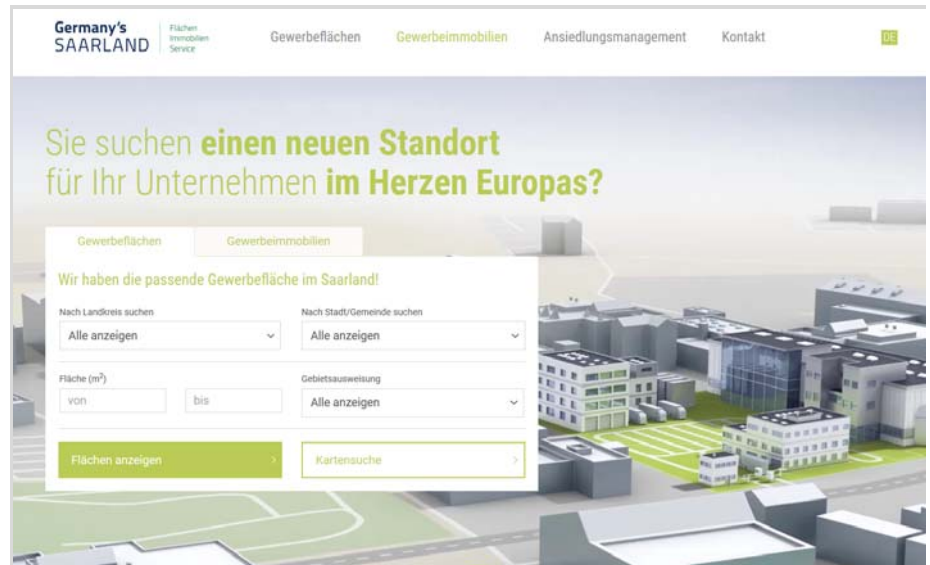 Germany's
SAARLAND
Flächen
Immobilien
Service
Gewerbeflächen Gewerbeimmobilien Ansiedlungsmanagement Kontakt DE
Sie suchen einen neuen Standort
für Ihr Unternehmen im Herzen Europas?
Gewerbeflächen Gewerbeimmobilien
Wir haben die passende Gewerbefläche im Saarland!
Nach Landkreis suchen Nach Stadt/Gemeinde suchen
Alle anzeigen Alle anzeigen
Fläche (m²) Gebietsausweisung
von bis Alle anzeigen
Flächen anzeigen Kartensuche